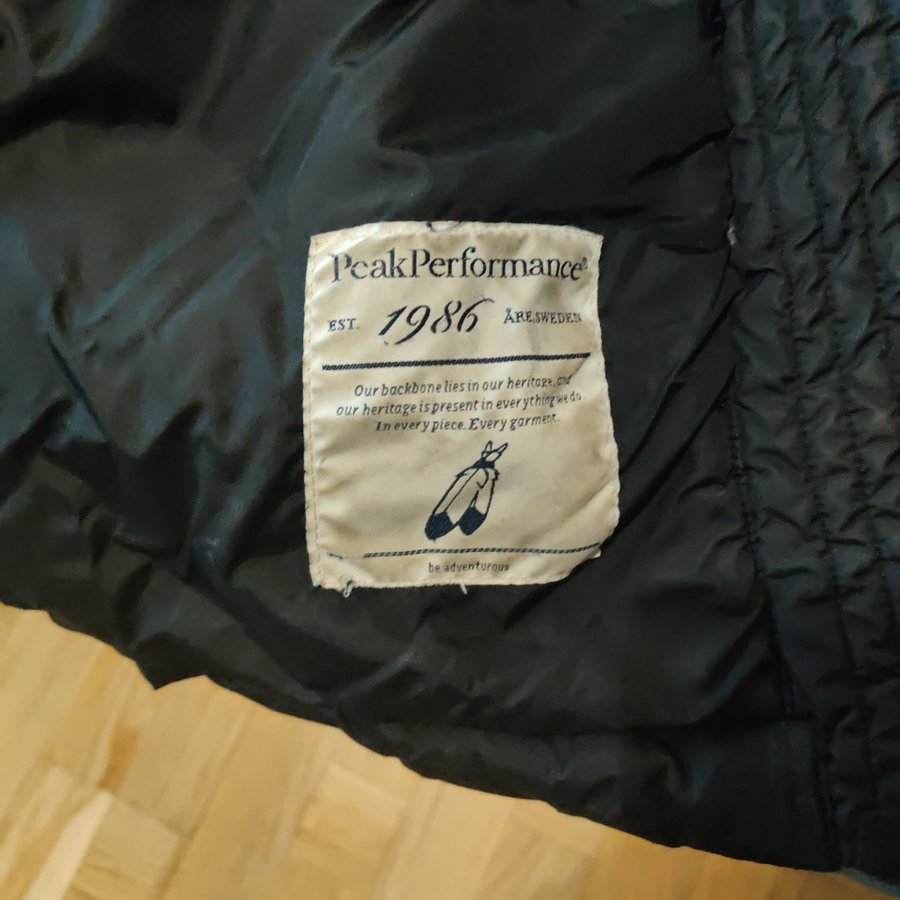 PeakPerformance®
EST. 1986 ÅRE, SWEDEN
Our backbone lies in our heritage, and
our heritage is present in everything we do.
In every piece. Every garment.
be adventurous